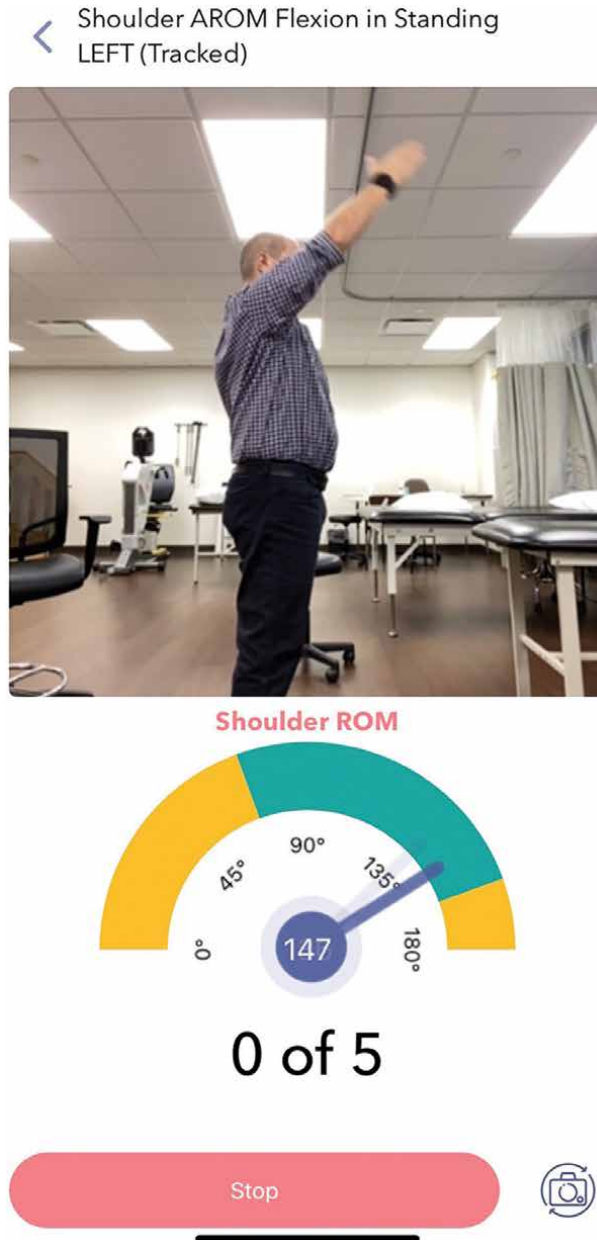 Shoulder AROM Flexion in Standing
LEFT (Tracked)
Shoulder ROM
0°
45°
90°
135°
180°
147
0 of 5
Stop